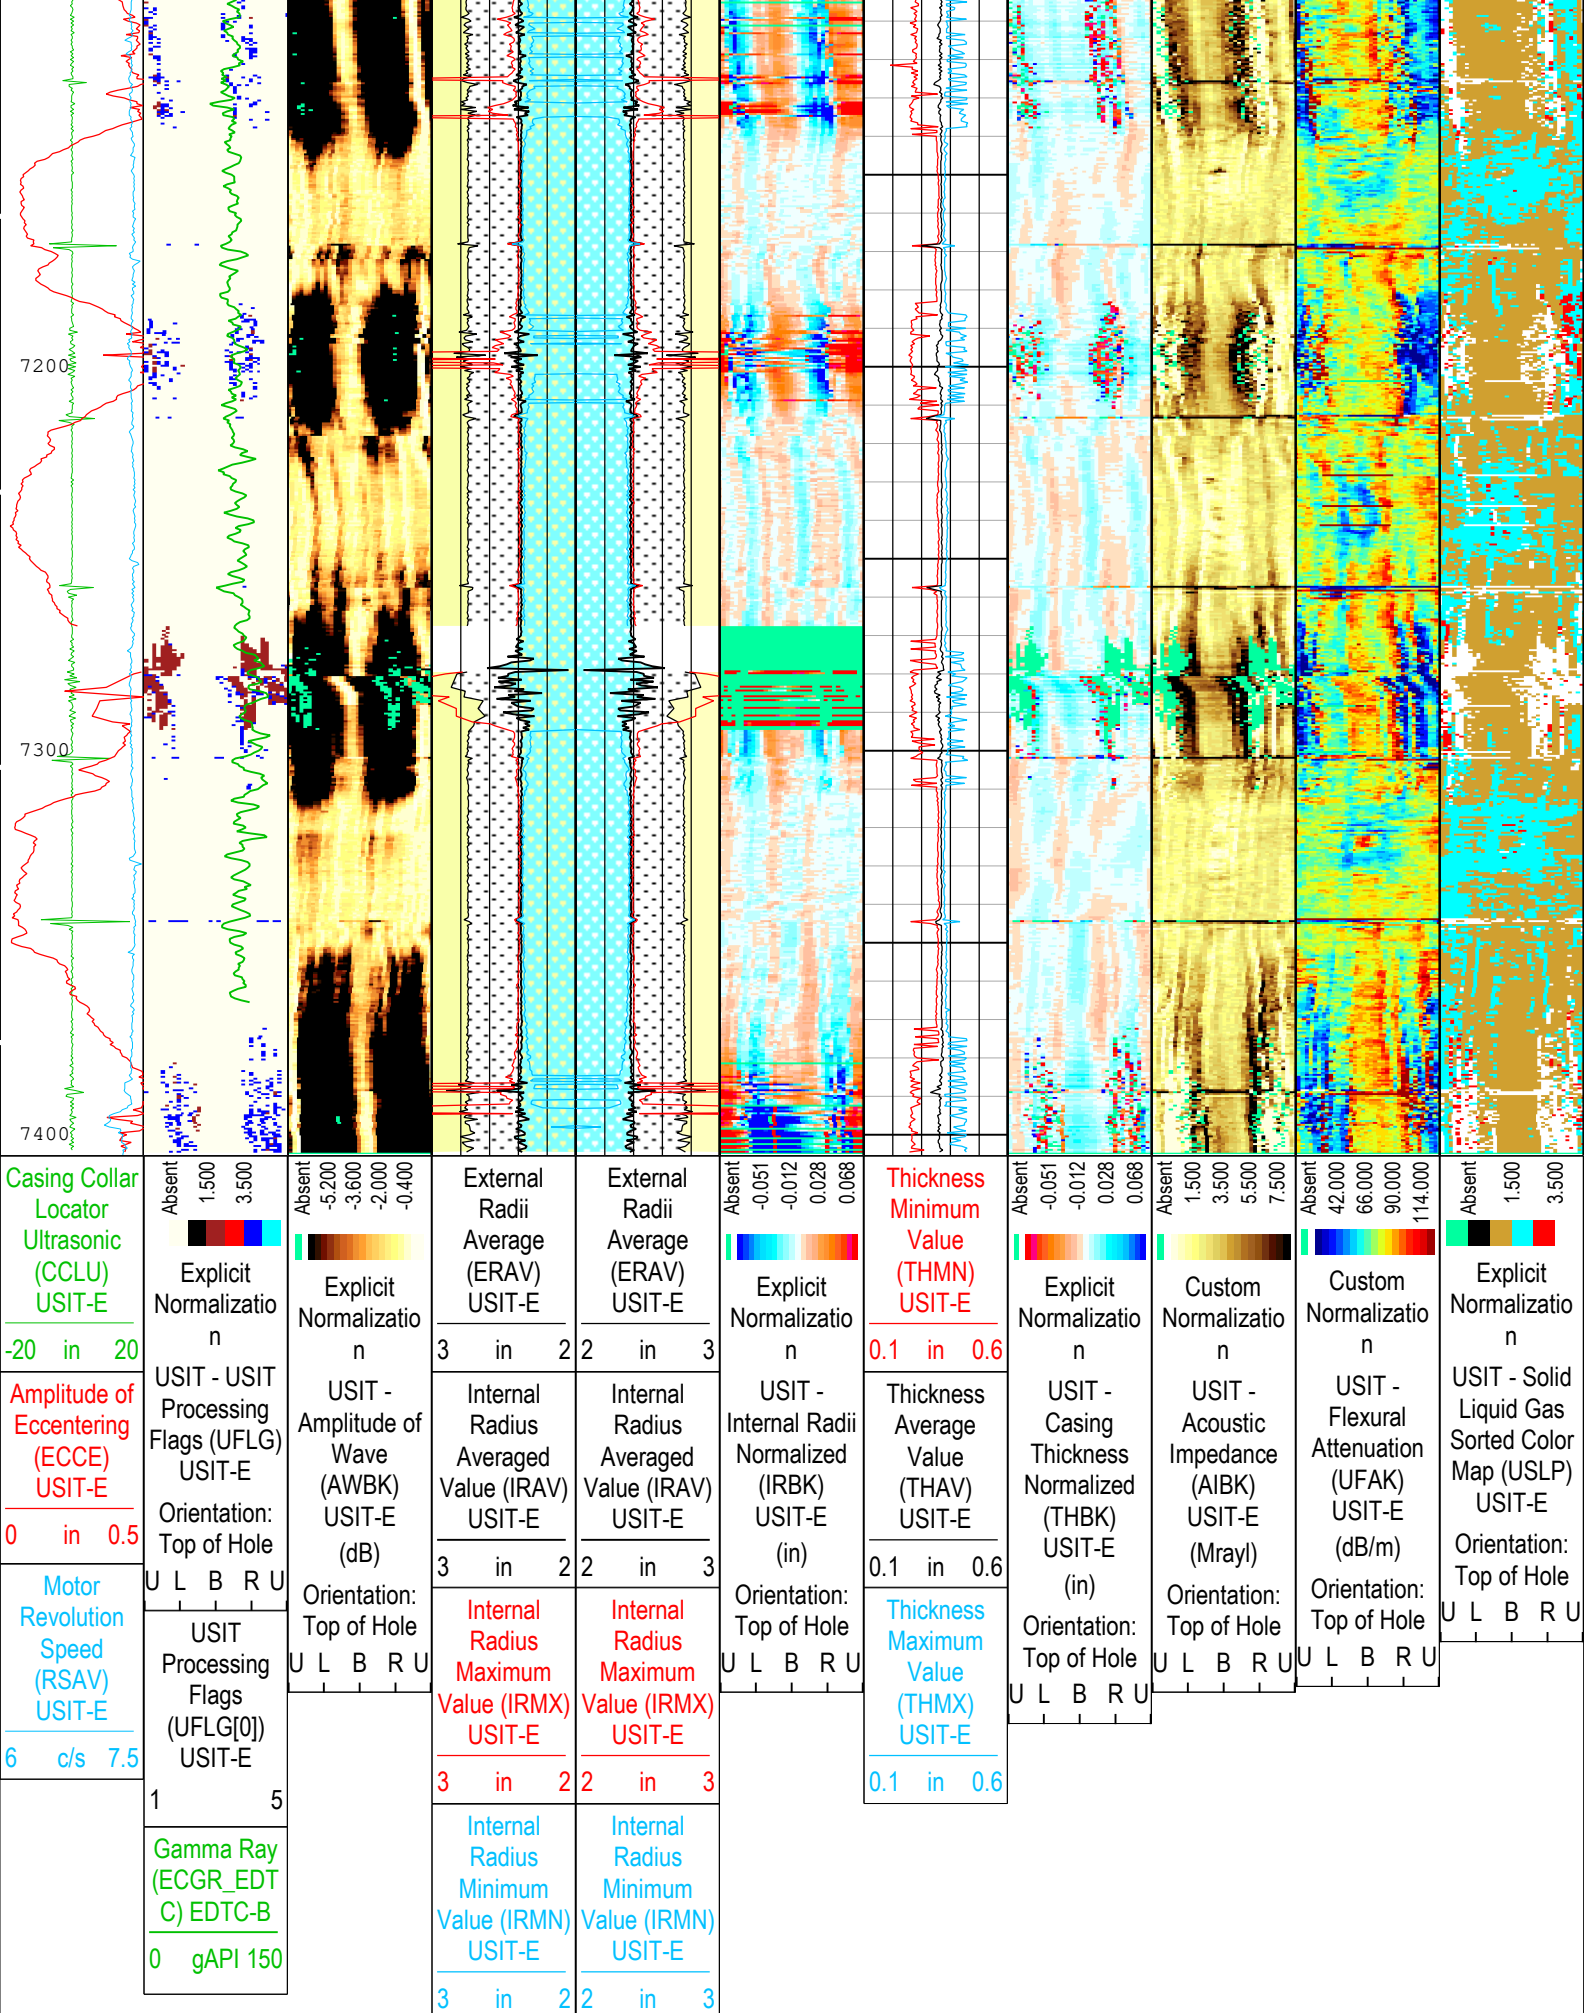 7200
7300
7400
Casing Collar
Locator
Ultrasonic
(CCLU)
USIT-E
-20 in 20
Amplitude of
Eccentering
(ECCE)
USIT-E
0 in 0.5
Motor
Revolution
Speed
(RSAV)
USIT-E
6 c/s 7.5
Absent 1.500 3.500
Explicit
Normalizatio
n
USIT - USIT
Processing
Flags (UFLG)
USIT-E
Orientation:
Top of Hole
U L B R U
USIT
Processing
Flags
(UFLG[0])
USIT-E
1 5
Gamma Ray
(ECGR_EDT
C) EDTC-B
0 gAPI 150
Absent -5.200 -3.600 -2.000 -0.400
Explicit
Normalizatio
n
USIT -
Amplitude of
Wave
(AWBK)
USIT-E
(dB)
Orientation:
Top of Hole
U L B R U
External
Radii
Average
(ERAV)
USIT-E
3 in 2
Internal
Radius
Averaged
Value (IRAV)
USIT-E
3 in 2
Internal
Radius
Maximum
Value (IRMX)
USIT-E
3 in 2
Internal
Radius
Minimum
Value (IRMN)
USIT-E
3 in 2
External
Radii
Average
(ERAV)
USIT-E
2 in 3
Internal
Radius
Averaged
Value (IRAV)
USIT-E
2 in 3
Internal
Radius
Maximum
Value (IRMX)
USIT-E
2 in 3
Internal
Radius
Minimum
Value (IRMN)
USIT-E
2 in 3
Absent -0.051 -0.012 0.028 0.068
Explicit
Normalizatio
n
USIT -
Internal Radii
Normalized
(IRBK)
USIT-E
(in)
Orientation:
Top of Hole
U L B R U
Thickness
Minimum
Value
(THMN)
USIT-E
0.1 in 0.6
Thickness
Average
Value
(THAV)
USIT-E
0.1 in 0.6
Thickness
Maximum
Value
(THMX)
USIT-E
0.1 in 0.6
Absent -0.051 -0.012 0.028 0.068
Explicit
Normalizatio
n
USIT -
Casing
Thickness
Normalized
(THBK)
USIT-E
(in)
Orientation:
Top of Hole
U L B R U
Absent 1.500 3.500 5.500 7.500
Custom
Normalizatio
n
USIT -
Acoustic
Impedance
(AIBK)
USIT-E
(Mrayl)
Orientation:
Top of Hole
U L B R U
Absent 42.000 66.000 90.000 114.000
Custom
Normalizatio
n
USIT -
Flexural
Attenuation
(UFAK)
USIT-E
(dB/m)
Orientation:
Top of Hole
U L B R U
Absent 1.500 3.500
Explicit
Normalizatio
n
USIT - Solid
Liquid Gas
Sorted Color
Map (USLP)
USIT-E
Orientation:
Top of Hole
U L B R U